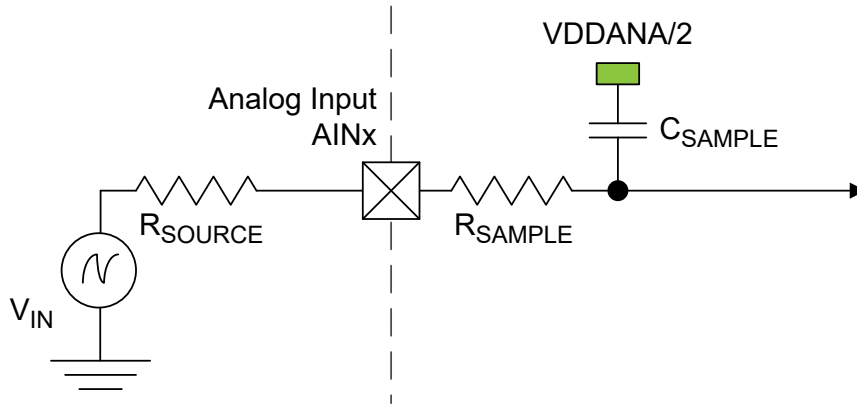 VDDANA/2
Analog Input
AINx
CSAMPLE
RSOURCE
RSAMPLE
VIN